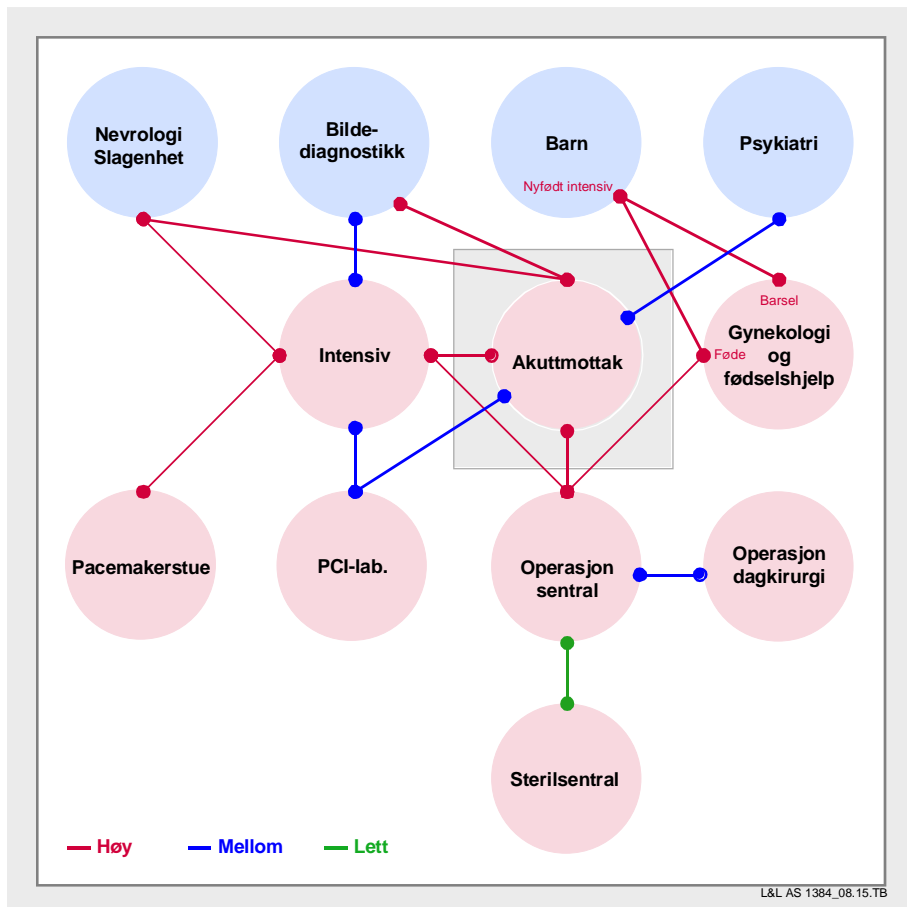 Nevrologi
Slagenhet
Bilde-
diagnostikk
Barn
Psykiatri
Nyfødt intensiv
Barsel
Intensiv
Akuttmottak
Gynekologi
og
fødselshjelp
Føde
Pacemakerstue
PCI-lab.
Operasjon
sentral
Operasjon
dagkirurgi
Sterilsentral
Høy
Mellom
Lett
L&L AS 1384_08.15.TB